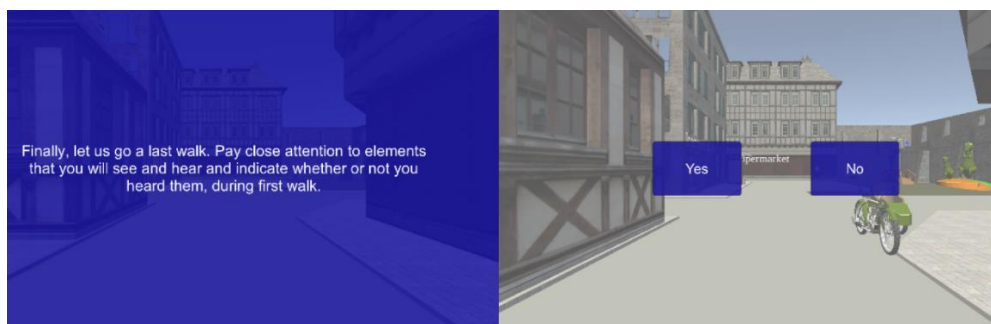 Finally, let us go a last walk. Pay close attention to elements
that you will see and hear and indicate whether or not you
heard them, during first walk.
Yes
ipermarket
No